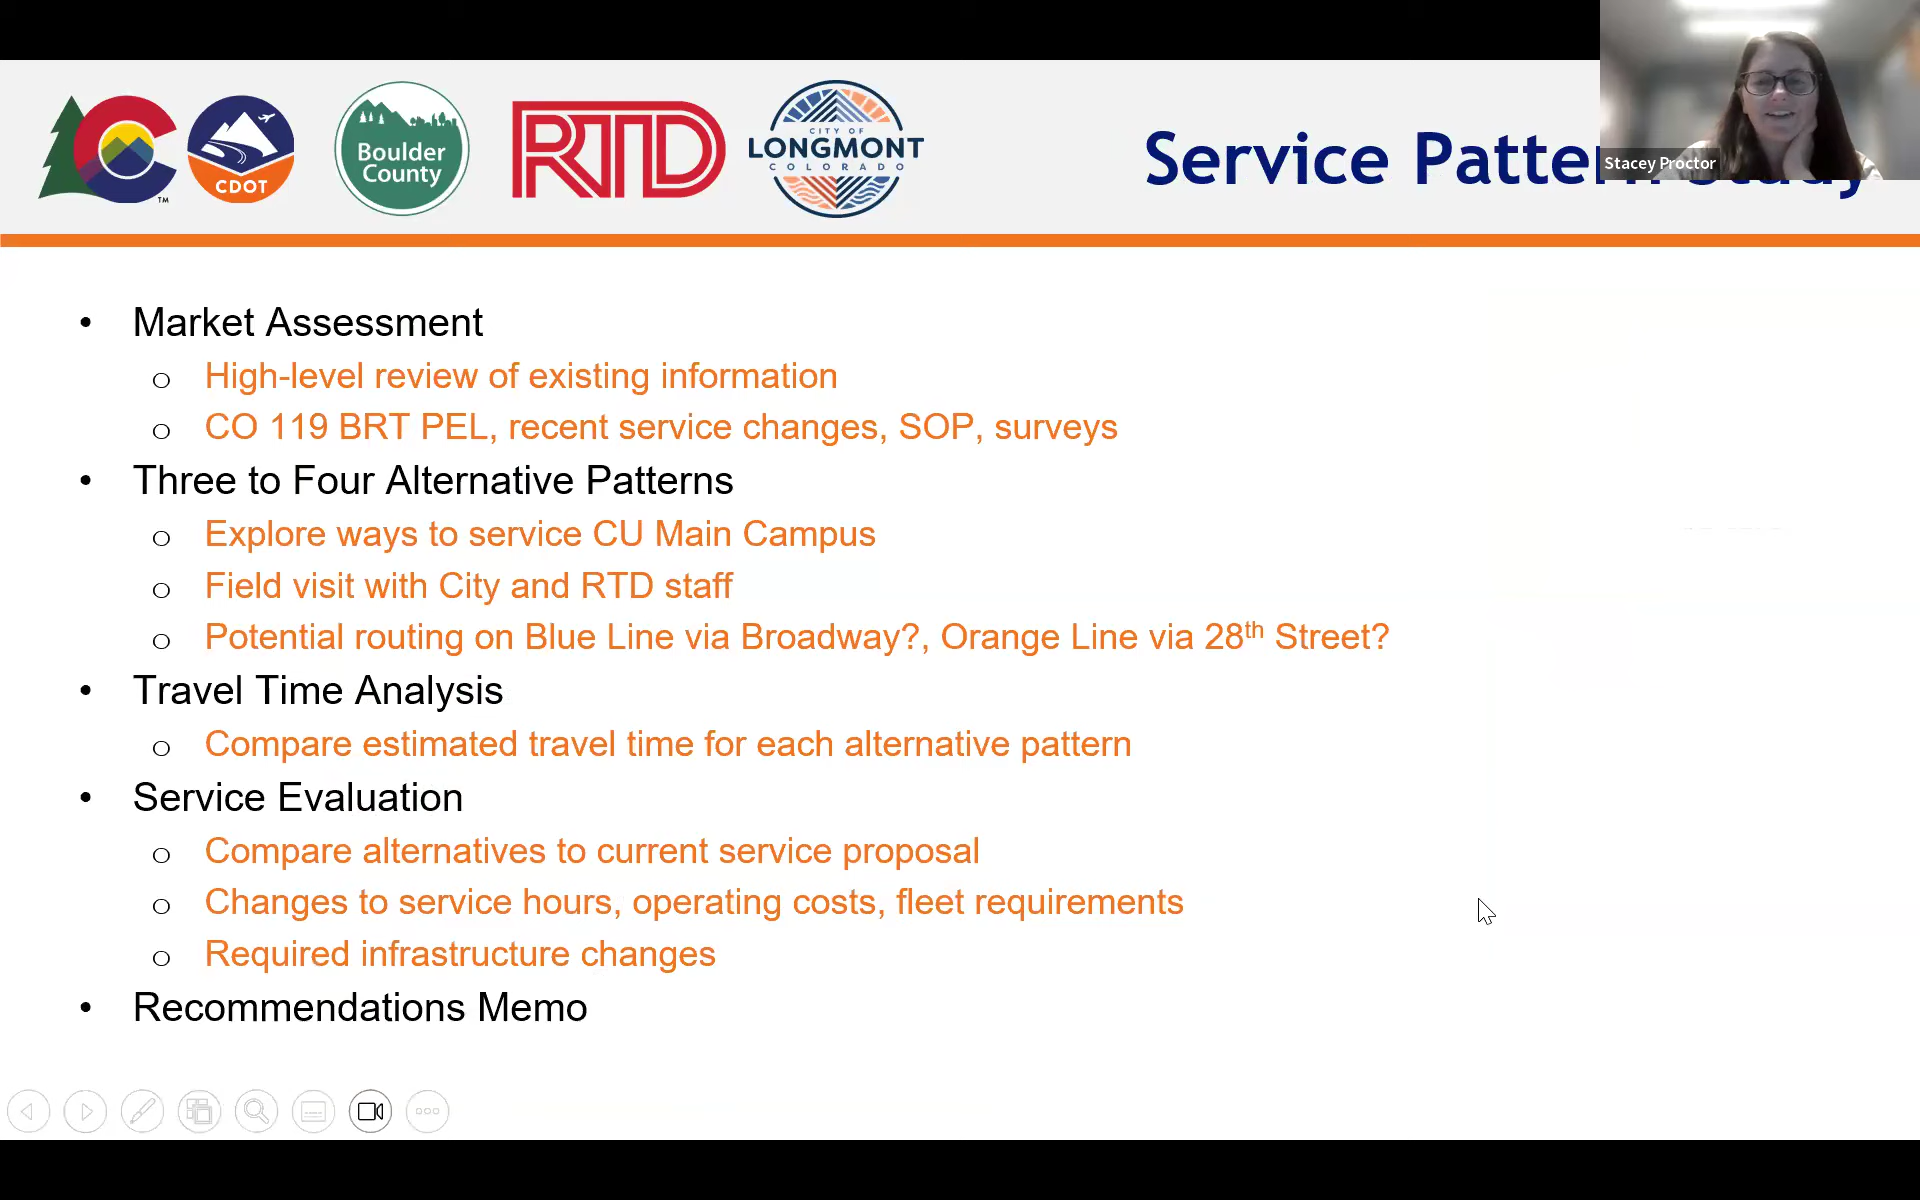 CDOT
Boulder
County
RTD
CITY OF
LONGMONT
COLORADO
TM
Service Pattern Study
Stacey Proctor
• Market Assessment
o High-level review of existing information
o CO 119 BRT PEL, recent service changes, SOP, surveys
• Three to Four Alternative Patterns
o Explore ways to service CU Main Campus
o Field visit with City and RTD staff
o Potential routing on Blue Line via Broadway?, Orange Line via 28th Street?
• Travel Time Analysis
o Compare estimated travel time for each alternative pattern
• Service Evaluation
o Compare alternatives to current service proposal
o Changes to service hours, operating costs, fleet requirements
o Required infrastructure changes
• Recommendations Memo